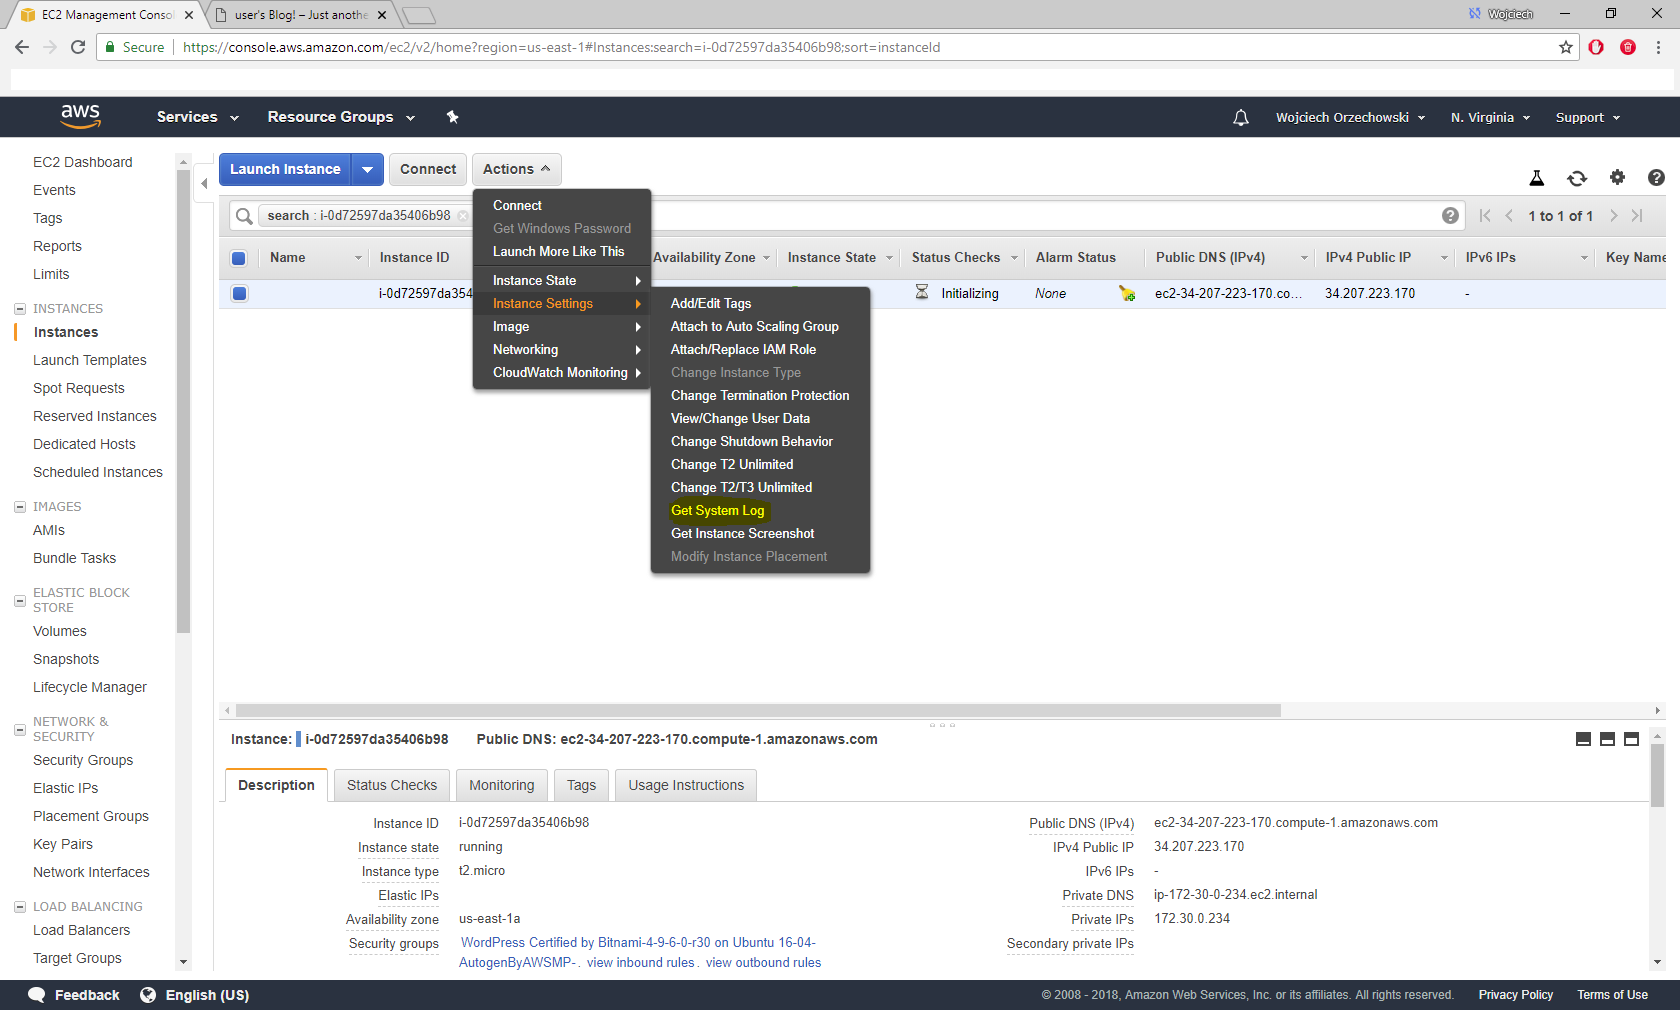 EC2 Management Conso
user's Blog! – Just anothe
Wojciech
Secure
https://console.aws.amazon.com/ec2/v2/home?region=us-east-1#Instances:search=i-0d72597da35406b98;sort=instanceId
aws
Services
Resource Groups
Wojciech Orzechowski
N. Virginia
Support
EC2 Dashboard
Events
Tags
Reports
Limits
INSTANCES
Instances
Launch Templates
Spot Requests
Reserved Instances
Dedicated Hosts
Scheduled Instances
IMAGES
AMIs
Bundle Tasks
ELASTIC BLOCK
STORE
Volumes
Snapshots
Lifecycle Manager
NETWORK &
SECURITY
Security Groups
Elastic IPs
Placement Groups
Key Pairs
Network Interfaces
LOAD BALANCING
Load Balancers
Target Groups
Launch Instance
Connect
Actions
search : i-0d72597da35406b98
1 to 1 of 1
Name
Instance ID
Availability Zone
Instance State
Status Checks
Alarm Status
Public DNS (IPv4)
IPv4 Public IP
IPv6 IPs
Key Name
i-0d72597da354
Initializing
None
ec2-34-207-223-170.co...
34.207.223.170
-
Connect
Get Windows Password
Launch More Like This
Instance State
Instance Settings
Image
Networking
CloudWatch Monitoring
Add/Edit Tags
Attach to Auto Scaling Group
Attach/Replace IAM Role
Change Instance Type
Change Termination Protection
View/Change User Data
Change Shutdown Behavior
Change T2 Unlimited
Change T2/T3 Unlimited
Get System Log
Get Instance Screenshot
Modify Instance Placement
Instance: i-0d72597da35406b98
Public DNS: ec2-34-207-223-170.compute-1.amazonaws.com
Description
Status Checks
Monitoring
Tags
Usage Instructions
Instance ID i-0d72597da35406b98
Instance state running
Instance type t2.micro
Elastic IPs
Availability zone us-east-1a
Security groups WordPress Certified by Bitnami-4-9-6-0-r30 on Ubuntu 16-04-
AutogenByAWSMP-. view inbound rules. view outbound rules
Public DNS (IPv4) ec2-34-207-223-170.compute-1.amazonaws.com
IPv4 Public IP 34.207.223.170
IPv6 IPs -
Private DNS ip-172-30-0-234.ec2.internal
Private IPs 172.30.0.234
Secondary private IPs
Feedback
English (US)
© 2008 - 2018, Amazon Web Services, Inc. or its affiliates. All rights reserved.
Privacy Policy
Terms of Use